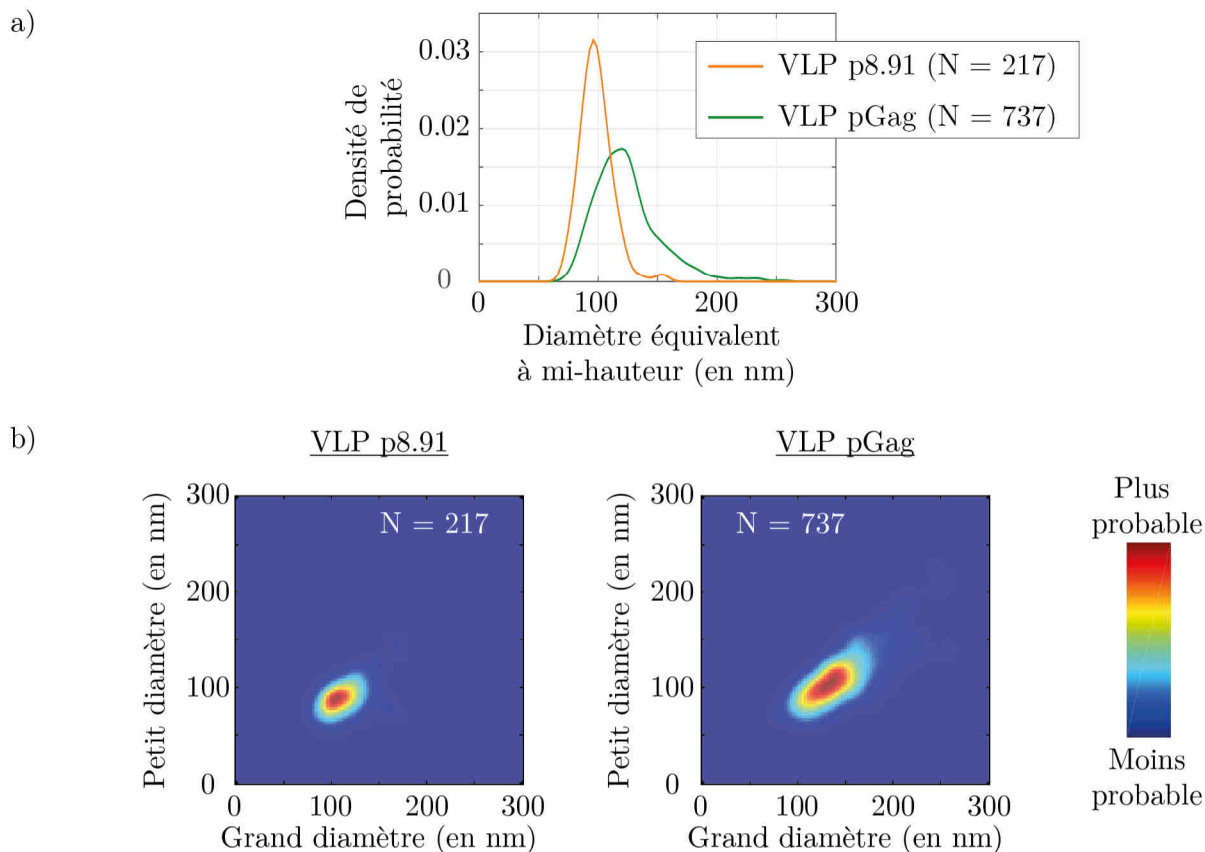 a)
Densité de
probabilité
0.03
0.02
0.01
0
0
100
200
300
Diamètre équivalent
à mi-hauteur (en nm)
VLP p8.91 (N = 217)
VLP pGag (N = 737)
b)
VLP p8.91
Petit diamètre (en nm)
300
200
100
0
N = 217
0
100
200
300
Grand diamètre (en nm)
VLP pGag
Petit diamètre (en nm)
300
200
100
0
N = 737
0
100
200
300
Grand diamètre (en nm)
Plus
probable
Moins
probable